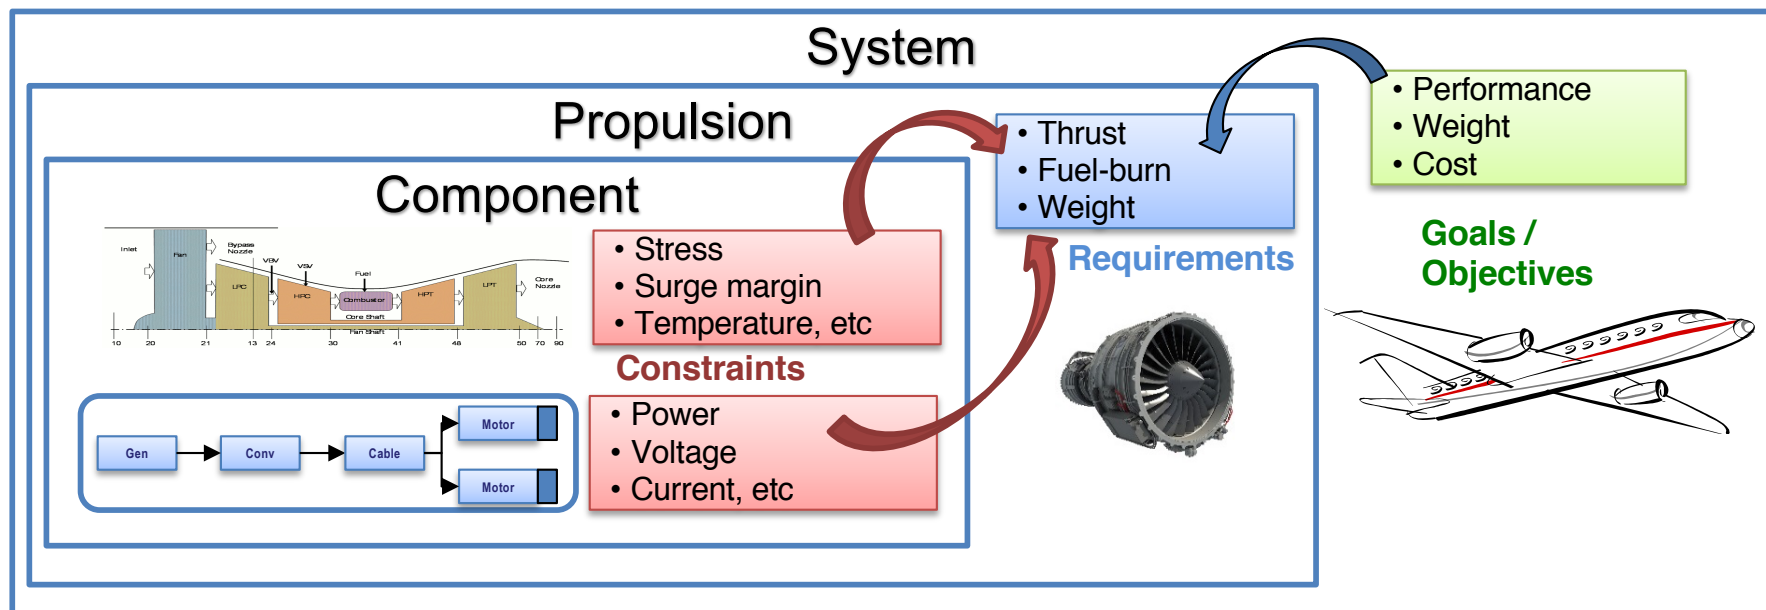 System
Propulsion
Component
• Performance
• Weight
• Cost
Goals /
Objectives
• Thrust
• Fuel-burn
• Weight
Requirements
• Stress
• Surge margin
• Temperature, etc
Constraints
• Power
• Voltage
• Current, etc
Inlet
Fan
Bypass
Nozzle
VBV
VSV
Fuel
LPC
HPC
Combustor
HPT
LPT
Core
Nozzle
Core Shaft
Fan Shaft
10 20 21 13 24 30 41 48 50 70 90
Gen
Conv
Cable
Motor
Motor